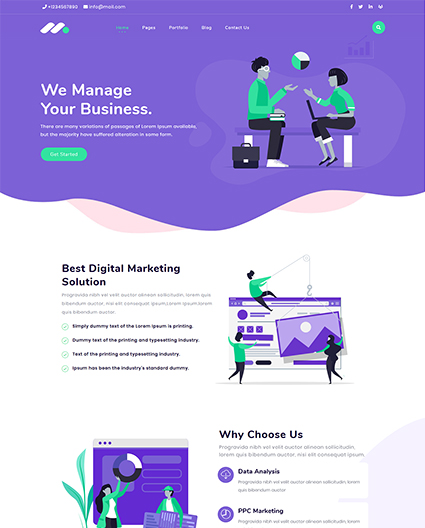 +1234567890 info@mail.com
Home Pages Portfolio Blog Contact Us
We Manage
Your Business.
There are many variations of passages of Lorem Ipsum available,
but the majority have suffered alteration in some form.
Get Started
Best Digital Marketing
Solution
Progravida nibh vel velit auctor alinean sollicitudin, lorem quis
bibendum auctor, nisi elit consequat ipsum,Lorem sollicitudin,
lorem quis bibendum auctor.
Simply dummy text of the Lorem Ipsum is printing.
Dummy text of the printing and typesetting industry.
Text of the printing and typesetting industry.
Ipsum has been the industry's standard dummy.
Why Choose Us
Progravida nibh vel velit auctor alinean sollicitudin,
lorem quis bibendum auctor, nisi elit consequat ipsum.
Data Analysis
Progravida nibh vel velit auctor alinean sollicitudin, lorem quis
bibendum auctor
PPC Marketing
Progravida nibh vel velit auctor alinean sollicitudin, lorem quis